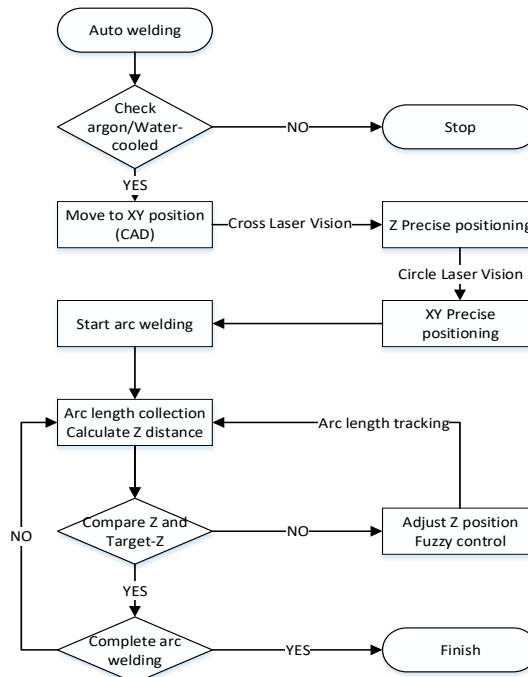 Auto welding
Check
argon/Water-
cooled
NO
Stop
YES
Move to XY position
(CAD)
Cross Laser Vision
Z Precise positioning
Circle Laser Vision
Start arc welding
XY Precise
positioning
Arc length collection
Calculate Z distance
Arc length tracking
NO
Compare Z and
Target-Z
NO
Adjust Z position
Fuzzy control
YES
Complete arc
welding
YES
Finish